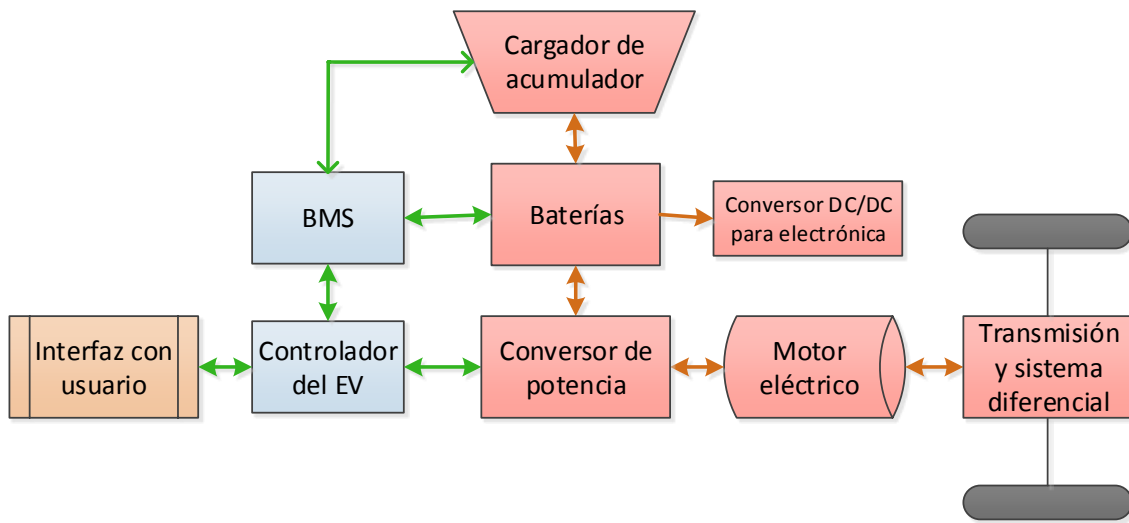 Cargador de
acumulador
BMS
Baterías
Conversor DC/DC
para electrónica
Interfaz con
usuario
Controlador
del EV
Conversor de
potencia
Motor
eléctrico
Transmisión
y sistema
diferencial